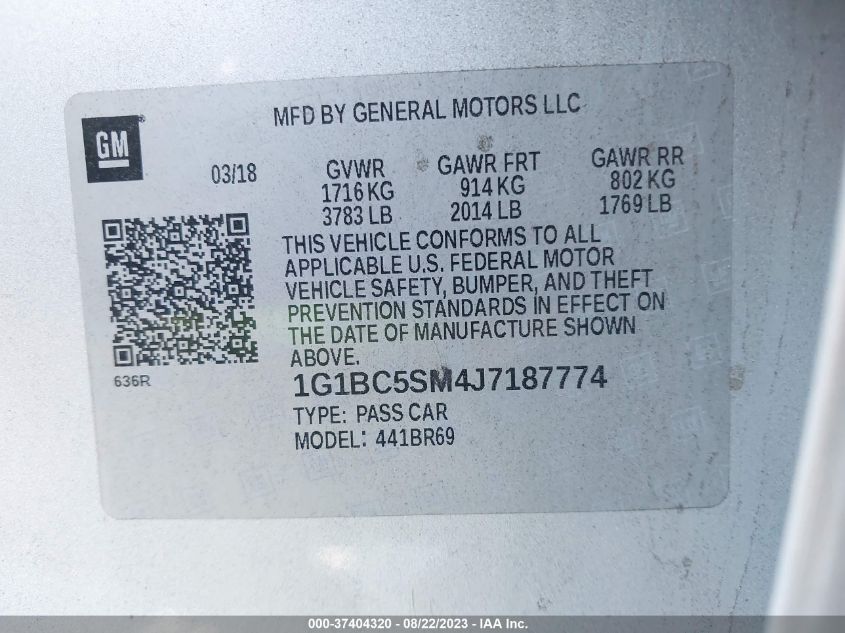 MFD BY GENERAL MOTORS LLC
GM
03/18 GVWR GAWR FRT GAWR RR
1716 KG 914 KG 802 KG
3783 LB 2014 LB 1769 LB
THIS VEHICLE CONFORMS TO ALL
APPLICABLE U.S. FEDERAL MOTOR
VEHICLE SAFETY, BUMPER, AND THEFT
PREVENTION STANDARDS IN EFFECT ON
THE DATE OF MANUFACTURE SHOWN
ABOVE.
636R
1G1BC5SM4J7187774
TYPE: PASS CAR
MODEL: 441BR69
000-37404320 - 08/22/2023 - IAA Inc.